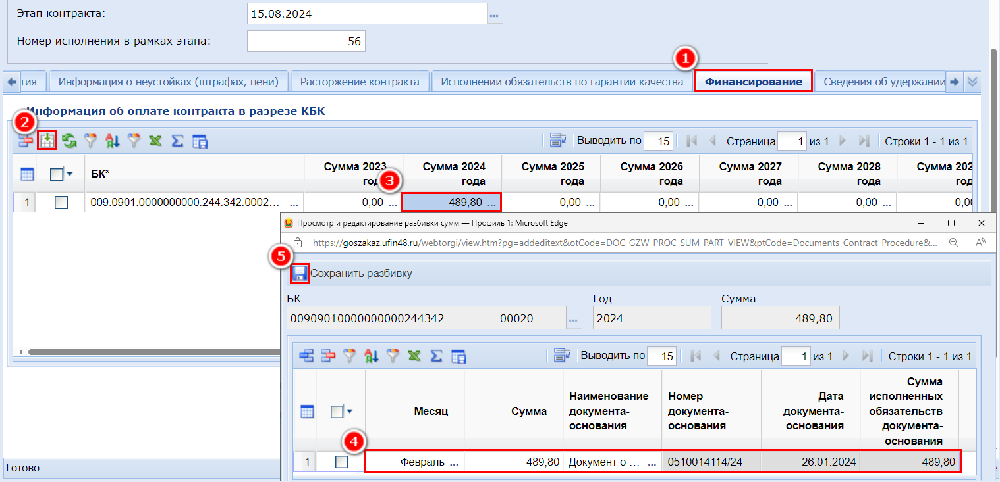 Этап контракта: 15.08.2024 ...
Номер исполнения в рамках этапа: 56
1
тия Информация о неустойках (штрафах, пени) Расторжение контракта Исполнении обязательств по гарантии качества Финансирование Сведения об удержании
Информация об оплате контракта в разрезе КБК
2
Выводить по 15 Страница 1 из 1 Строки 1 - 1 из 1
БК* Сумма 2023 года Сумма 2024 года Сумма 2025 года Сумма 2026 года Сумма 2027 года Сумма 2028 года Сумма 202 год
3
1 009.0901.0000000000.244.342.0002... ... 0,00 ... 489,80 ... 0,00 ... 0,00 ... 0,00 ... 0,00 ... 0,00
Просмотр и редактирование разбивки сумм — Профиль 1: Microsoft Edge
https://goszakaz.ufin48.ru/webtorgi/view.htm?pg=addeditext&otCode=DOC_GZW_PROC_SUM_PART_VIEW&ptCode=Documents_Contract_Procedure&...
5
Сохранить разбивку
БК Год Сумма
00909010000000000244342 00020 ... 2024 489,80
Выводить по 15 Страница 1 из 1 Строки 1 - 1 из 1
Месяц Сумма Наименование документа-основания Номер документа-основания Дата документа-основания Сумма исполненных обязательств документа-основания
4
1 Февраль ... 489,80 Документ о ... ... 0510014114/24 26.01.2024 489,80
Готово